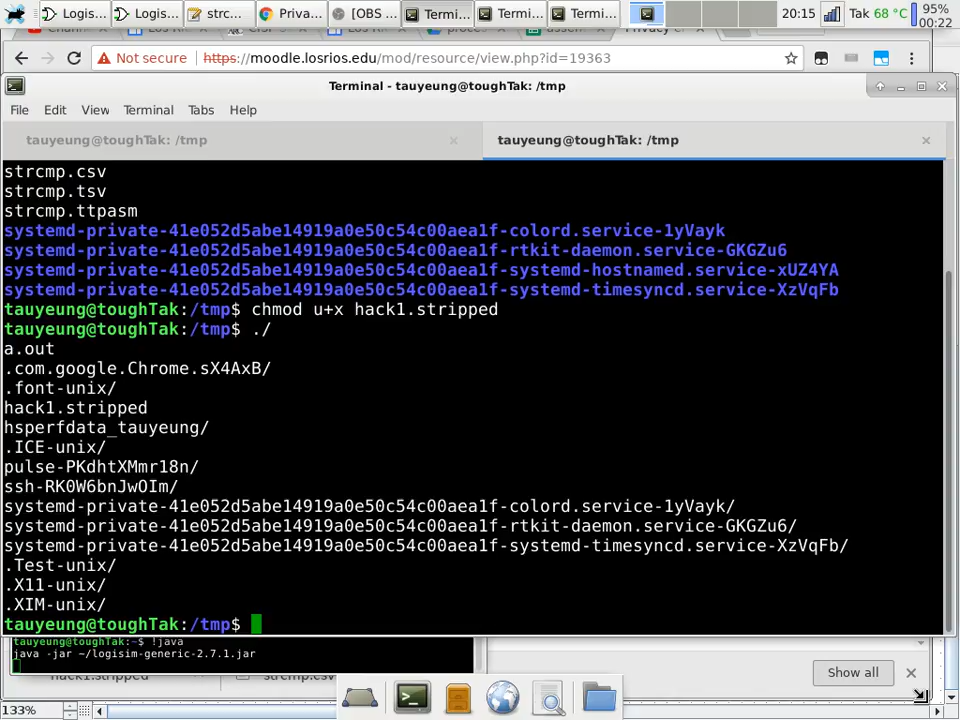 Logis...
Logis...
strc...
Priva...
[OBS ...
Termi...
Termi...
Termi...
20:15
Tak 68 °C
95%
00:22
Not secure https://moodle.losrios.edu/mod/resource/view.php?id=19363
Terminal - tauyeung@toughTak: /tmp
File Edit View Terminal Tabs Help
tauyeung@toughTak: /tmp
tauyeung@toughTak: /tmp
strcmp.csv
strcmp.tsv
strcmp.ttpasm
systemd-private-41e052d5abe14919a0e50c54c00aea1f-colord.service-1yVayk
systemd-private-41e052d5abe14919a0e50c54c00aea1f-rtkit-daemon.service-GKGZu6
systemd-private-41e052d5abe14919a0e50c54c00aea1f-systemd-hostnamed.service-xUZ4YA
systemd-private-41e052d5abe14919a0e50c54c00aea1f-systemd-timesyncd.service-XzVqFb
tauyeung@toughTak:/tmp$ chmod u+x hack1.stripped
tauyeung@toughTak:/tmp$ ./
a.out
.com.google.Chrome.sX4AxB/
.font-unix/
hack1.stripped
hsperfdata_tauyeung/
.ICE-unix/
pulse-PKdhtXMmr18n/
ssh-RK0W6bnJwOIm/
systemd-private-41e052d5abe14919a0e50c54c00aea1f-colord.service-1yVayk/
systemd-private-41e052d5abe14919a0e50c54c00aea1f-rtkit-daemon.service-GKGZu6/
systemd-private-41e052d5abe14919a0e50c54c00aea1f-systemd-timesyncd.service-XzVqFb/
.Test-unix/
.X11-unix/
.XIM-unix/
tauyeung@toughTak:/tmp$
tauyeung@toughTak:~$ !java
java -jar ~/logisim-generic-2.7.1.jar
hack1.stripped
strcmp.csv
Show all
133%